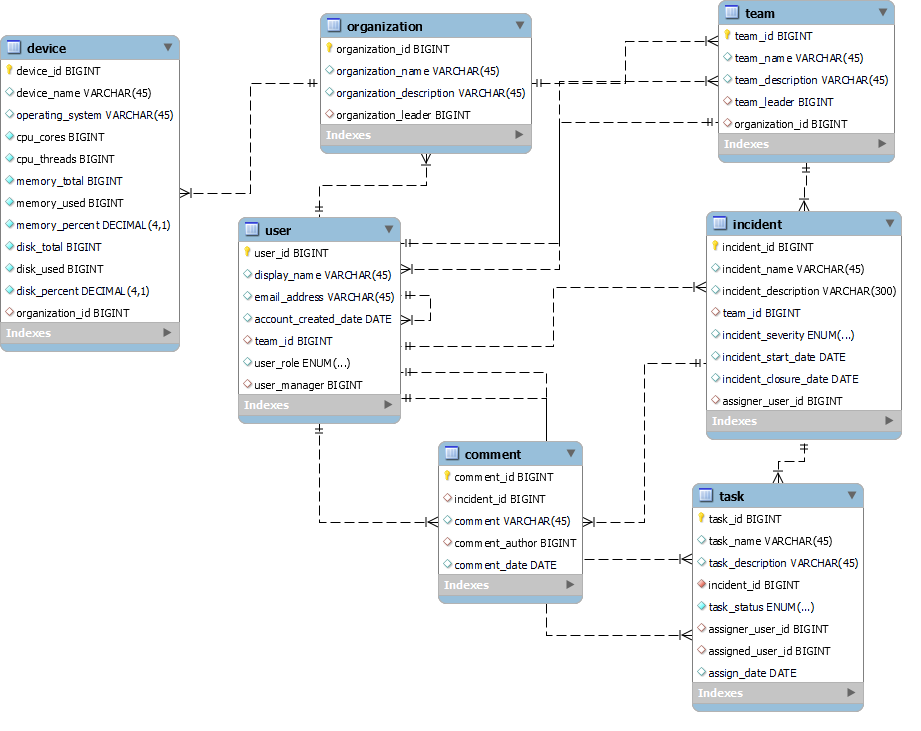 device
device_id BIGINT
device_name VARCHAR(45)
operating_system VARCHAR(45)
cpu_cores BIGINT
cpu_threads BIGINT
memory_total BIGINT
memory_used BIGINT
memory_percent DECIMAL(4,1)
disk_total BIGINT
disk_used BIGINT
disk_percent DECIMAL(4,1)
organization_id BIGINT
Indexes
organization
organization_id BIGINT
organization_name VARCHAR(45)
organization_description VARCHAR(45)
organization_leader BIGINT
Indexes
team
team_id BIGINT
team_name VARCHAR(45)
team_description VARCHAR(45)
team_leader BIGINT
organization_id BIGINT
Indexes
user
user_id BIGINT
display_name VARCHAR(45)
email_address VARCHAR(45)
account_created_date DATE
team_id BIGINT
user_role ENUM(...)
user_manager BIGINT
Indexes
incident
incident_id BIGINT
incident_name VARCHAR(45)
incident_description VARCHAR(300)
team_id BIGINT
incident_severity ENUM(...)
incident_start_date DATE
incident_closure_date DATE
assigner_user_id BIGINT
Indexes
comment
comment_id BIGINT
incident_id BIGINT
comment VARCHAR(45)
comment_author BIGINT
comment_date DATE
Indexes
task
task_id BIGINT
task_name VARCHAR(45)
task_description VARCHAR(45)
incident_id BIGINT
task_status ENUM(...)
assigner_user_id BIGINT
assigned_user_id BIGINT
assign_date DATE
Indexes